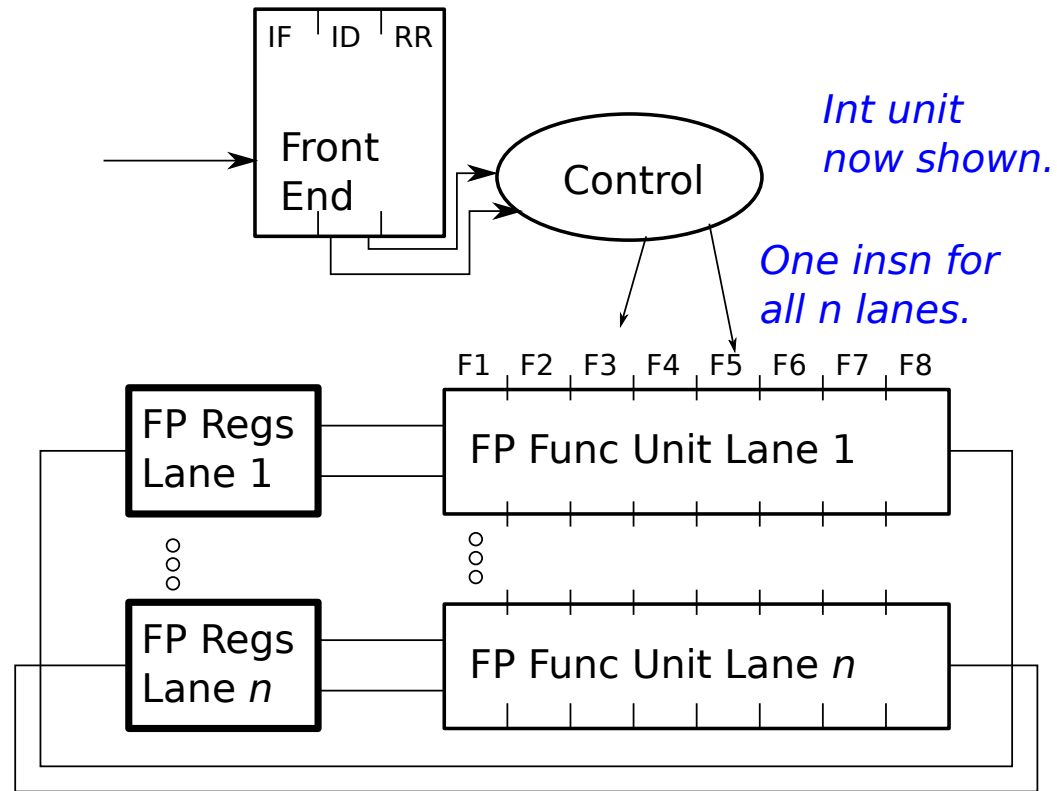 IF ID RR
Front
End
Control
Int unit
now shown.
One insn for
all n lanes.
F1 F2 F3 F4 F5 F6 F7 F8
FP Regs
Lane 1
FP Func Unit Lane 1
FP Regs
Lane n
FP Func Unit Lane n